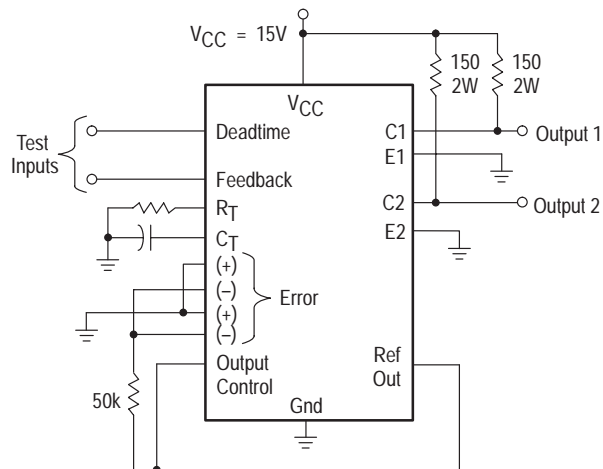 VCC = 15V
150
2W
150
2W
VCC
Test
Inputs
Deadtime
Feedback
RT
CT
(+)
(–)
(+)
(–)
Error
Output
Control
50k
Gnd
C1
E1
C2
E2
Ref
Out
Output 1
Output 2